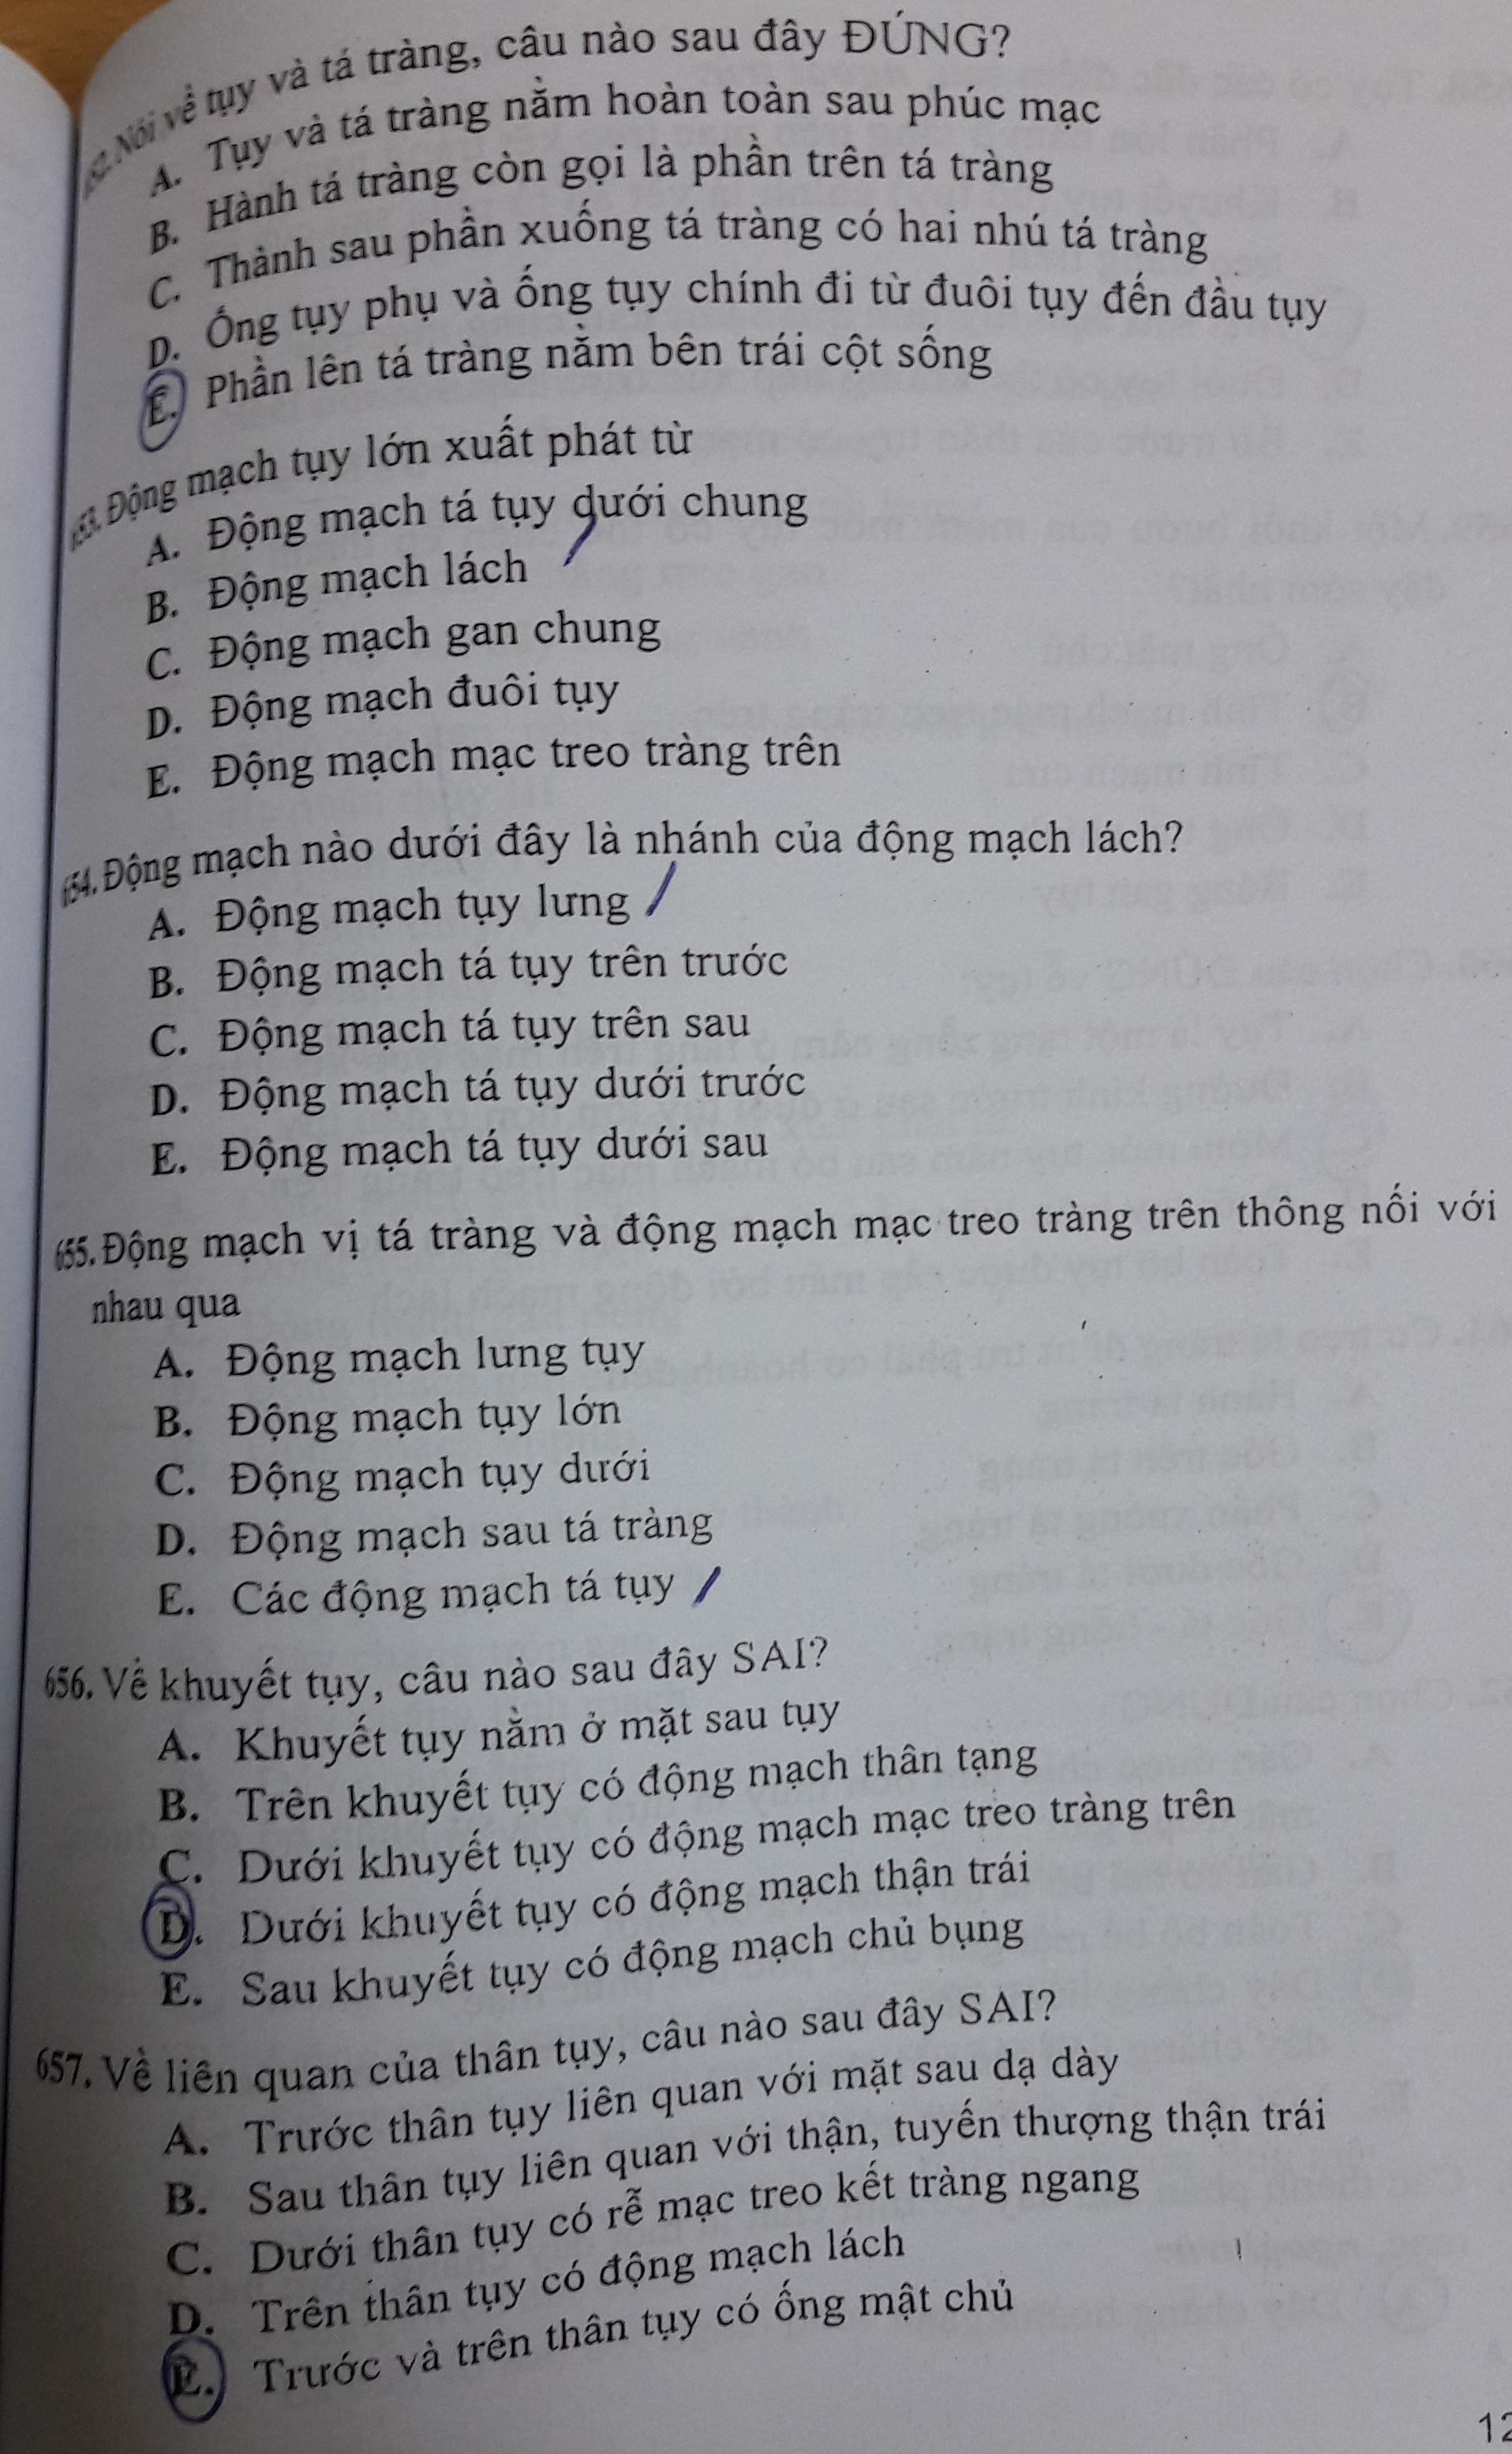 652. Nói về tụy và tá tràng, câu nào sau đây ĐÚNG?
A. Tụy và tá tràng nằm hoàn toàn sau phúc mạc
B. Hành tá tràng còn gọi là phần trên tá tràng
C. Thành sau phần xuống tá tràng có hai nhú tá tràng
D. Ống tụy phụ và ống tụy chính đi từ đuôi tụy đến đầu tụy
E. Phần lên tá tràng nằm bên trái cột sống
653. Động mạch tụy lớn xuất phát từ
A. Động mạch tá tụy dưới chung
B. Động mạch lách
C. Động mạch gan chung
D. Động mạch đuôi tụy
E. Động mạch mạc treo tràng trên
654. Động mạch nào dưới đây là nhánh của động mạch lách?
A. Động mạch tụy lưng
B. Động mạch tá tụy trên trước
C. Động mạch tá tụy trên sau
D. Động mạch tá tụy dưới trước
E. Động mạch tá tụy dưới sau
655. Động mạch vị tá tràng và động mạch mạc treo tràng trên thông nối với
nhau qua
A. Động mạch lưng tụy
B. Động mạch tụy lớn
C. Động mạch tụy dưới
D. Động mạch sau tá tràng
E. Các động mạch tá tụy
656. Về khuyết tụy, câu nào sau đây SAI?
A. Khuyết tụy nằm ở mặt sau tụy
B. Trên khuyết tụy có động mạch thân tạng
C. Dưới khuyết tụy có động mạch mạc treo tràng trên
D. Dưới khuyết tụy có động mạch thận trái
E. Sau khuyết tụy có động mạch chủ bụng
657. Về liên quan của thân tụy, câu nào sau đây SAI?
A. Trước thân tụy liên quan với mặt sau dạ dày
B. Sau thân tụy liên quan với thận, tuyến thượng thận trái
C. Dưới thân tụy có rễ mạc treo kết tràng ngang
D. Trên thân tụy có động mạch lách
E. Trước và trên thân tụy có ống mật chủ